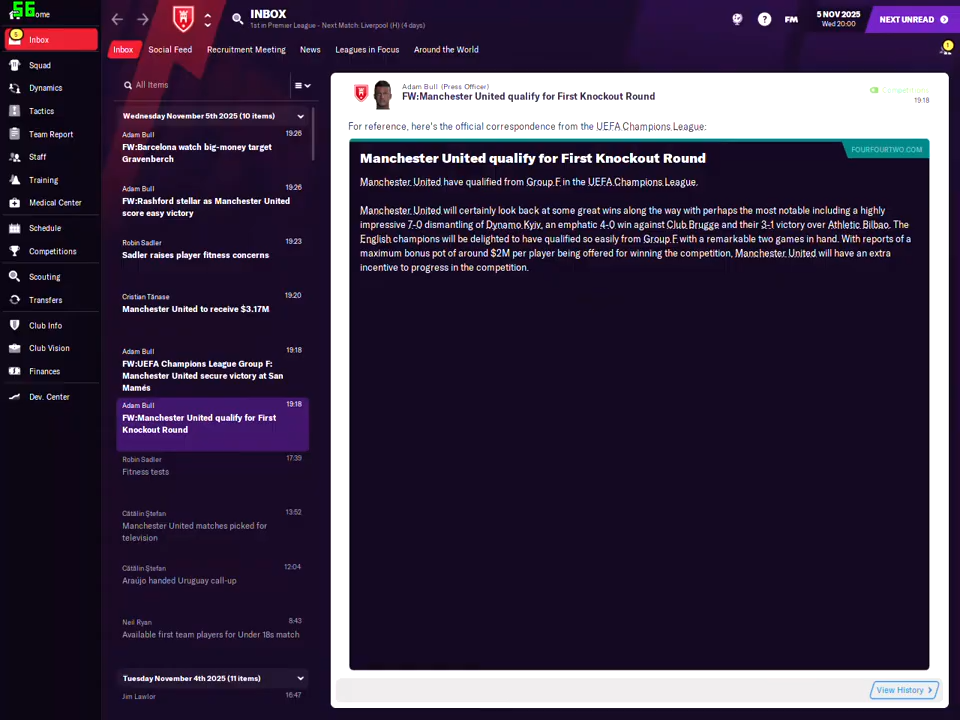 56
ome
INBOX
1st in Premier League - Next Match: Liverpool (H) (4 days)
FM
5 NOV 2025
Wed 20:00
NEXT UNREAD
5
Inbox
Inbox
Social Feed
Recruitment Meeting
News
Leagues in Focus
Around the World
1
Squad
Dynamics
Tactics
Team Report
Staff
Training
Medical Center
Schedule
Competitions
Scouting
Transfers
Club Info
Club Vision
Finances
Dev. Center
All Items
Wednesday November 5th 2025 (10 items)
Adam Bull 19:26
FW:Barcelona watch big-money target
Gravenberch
Adam Bull 19:26
FW:Rashford stellar as Manchester United
score easy victory
Robin Sadler 19:23
Sadler raises player fitness concerns
Cristian Tănase 19:20
Manchester United to receive $3.17M
Adam Bull 19:18
FW:UEFA Champions League Group F:
Manchester United secure victory at San
Mamés
Adam Bull 19:18
FW:Manchester United qualify for First
Knockout Round
Robin Sadler 17:39
Fitness tests
Cătălin Ștefan 13:52
Manchester United matches picked for
television
Cătălin Ștefan 12:04
Araújo handed Uruguay call-up
Neil Ryan 8:43
Available first team players for Under 18s match
Tuesday November 4th 2025 (11 items)
Jim Lawlor 16:47
Adam Bull (Press Officer)
FW:Manchester United qualify for First Knockout Round
Competitions
19:18
For reference, here's the official correspondence from the UEFA Champions League:
FOURFOURTWO.COM
Manchester United qualify for First Knockout Round
Manchester United have qualified from Group F in the UEFA Champions League.
Manchester United will certainly look back at some great wins along the way with perhaps the most notable including a highly
impressive 7-0 dismantling of Dynamo Kyiv, an emphatic 4-0 win against Club Brugge and their 3-1 victory over Athletic Bilbao. The
English champions will be delighted to have qualified so easily from Group F with a remarkable two games in hand. With reports of a
maximum bonus pot of around $2M per player being offered for winning the competition, Manchester United will have an extra
incentive to progress in the competition.
View History